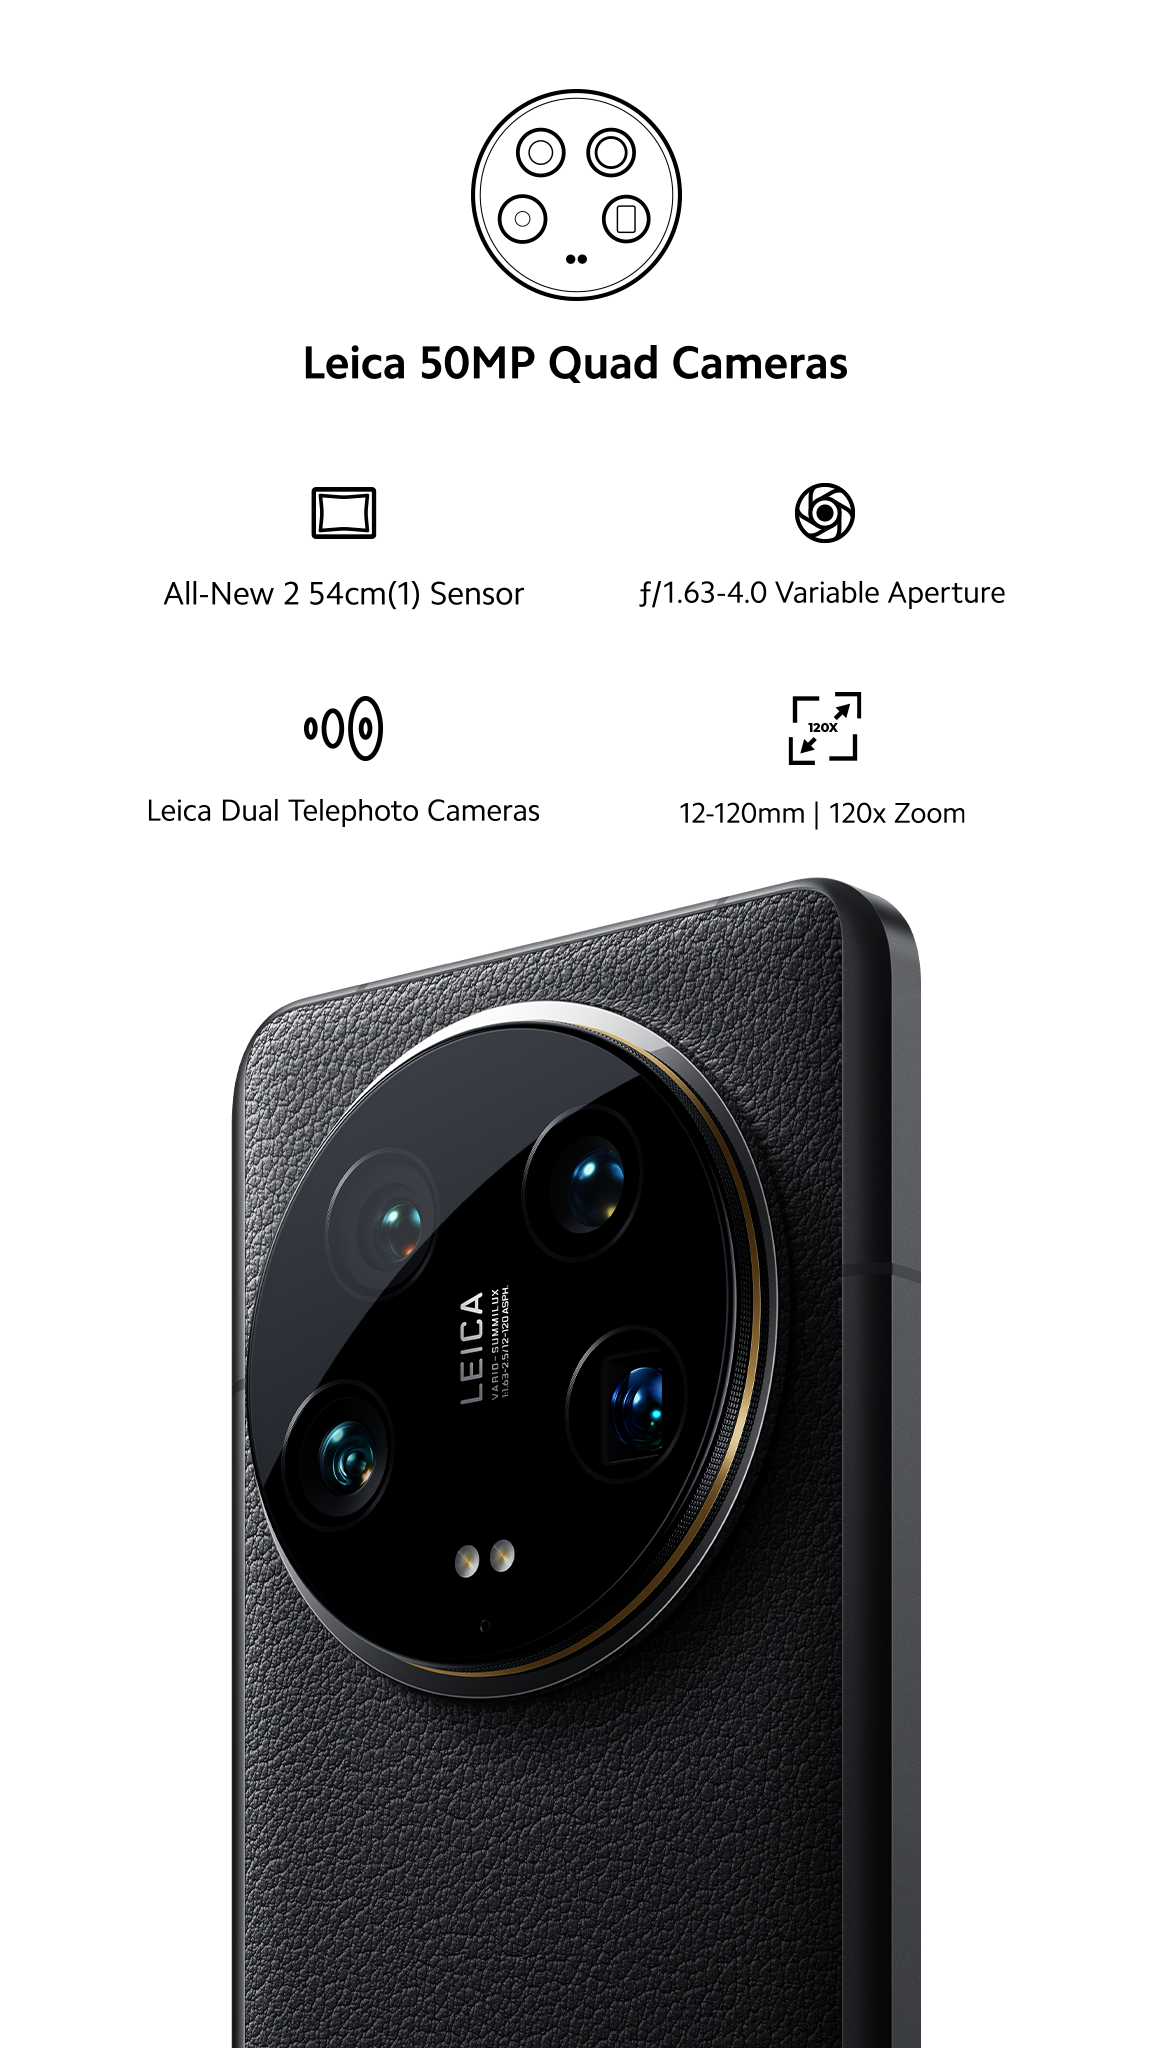 Leica 50MP Quad Cameras
All-New 2 54cm(1) Sensor
ƒ/1.63-4.0 Variable Aperture
120X
Leica Dual Telephoto Cameras
12-120mm | 120x Zoom
LEICA
VARIO-SUMMILUX
1:1.63-2.5/12-120 ASPH.